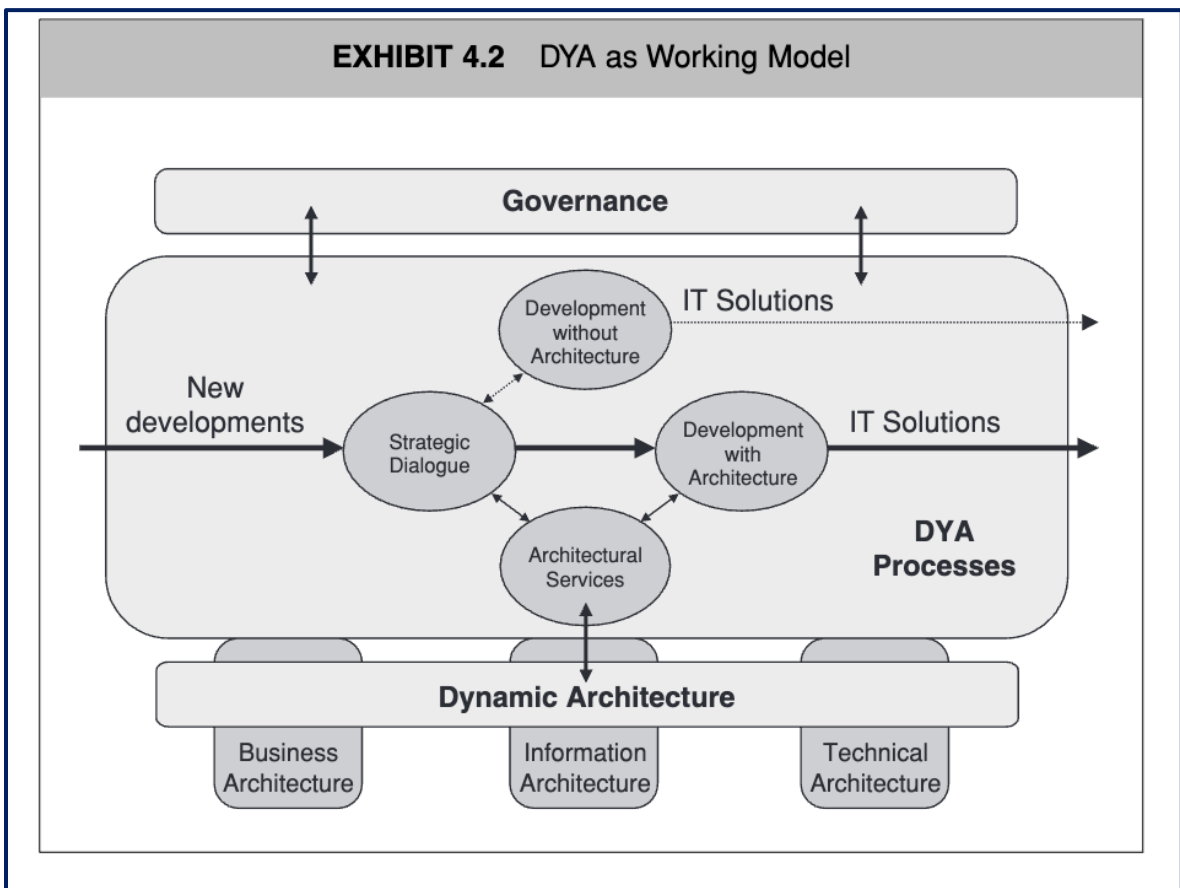 EXHIBIT 4.2 DYA as Working Model
Governance
Development
without
Architecture
IT Solutions
New
developments
Strategic
Dialogue
Development
with
Architecture
IT Solutions
Architectural
Services
DYA
Processes
Dynamic Architecture
Business
Architecture
Information
Architecture
Technical
Architecture